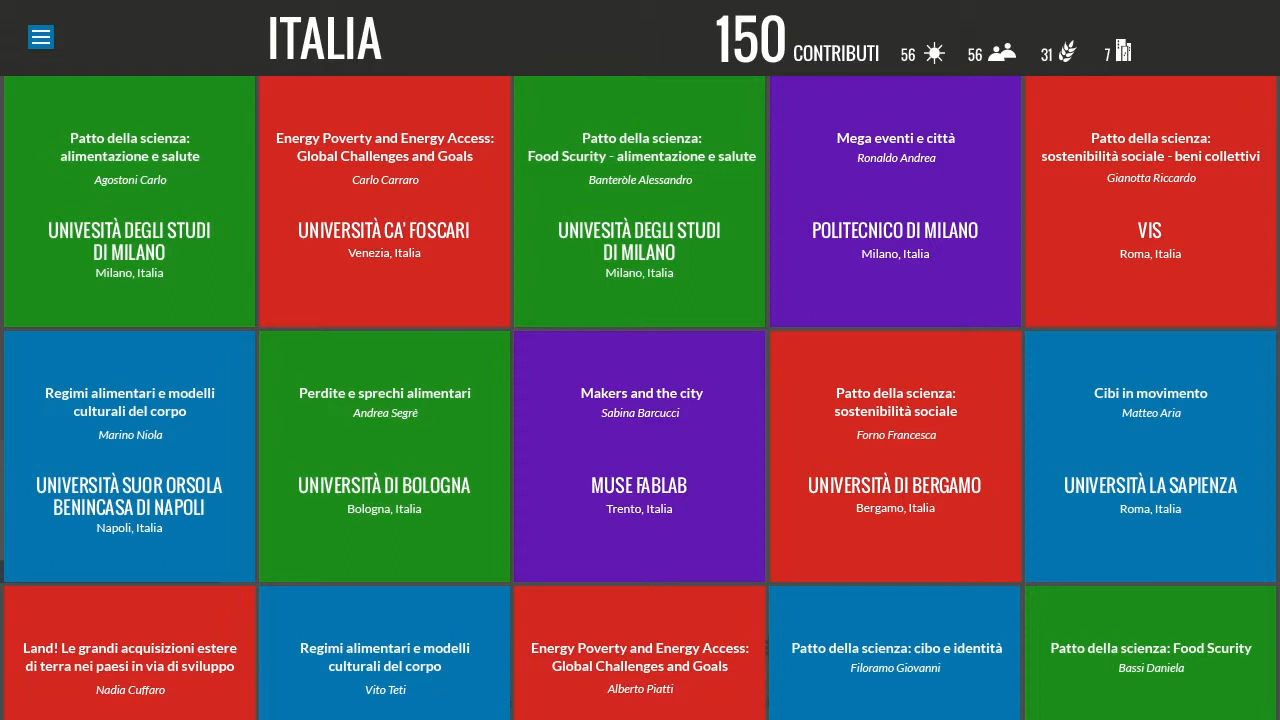 ITALIA
150 CONTRIBUTI 56 56 31 7
Patto della scienza:
alimentazione e salute
Agostoni Carlo
UNIVESITÀ DEGLI STUDI
DI MILANO
Milano, Italia
Energy Poverty and Energy Access:
Global Challenges and Goals
Carlo Carraro
UNIVERSITÀ CA' FOSCARI
Venezia, Italia
Patto della scienza:
Food Scurity - alimentazione e salute
Banteròle Alessandro
UNIVESITÀ DEGLI STUDI
DI MILANO
Milano, Italia
Mega eventi e città
Ronaldo Andrea
POLITECNICO DI MILANO
Milano, Italia
Patto della scienza:
sostenibilità sociale - beni collettivi
Gianotta Riccardo
VIS
Roma, Italia
Regimi alimentari e modelli
culturali del corpo
Marino Niola
UNIVERSITÀ SUOR ORSOLA
BENINCASA DI NAPOLI
Napoli, Italia
Perdite e sprechi alimentari
Andrea Segrè
UNIVERSITÀ DI BOLOGNA
Bologna, Italia
Makers and the city
Sabina Barcucci
MUSE FABLAB
Trento, Italia
Patto della scienza:
sostenibilità sociale
Forno Francesca
UNIVERSITÀ DI BERGAMO
Bergamo, Italia
Cibi in movimento
Matteo Aria
UNIVERSITÀ LA SAPIENZA
Roma, Italia
Land! Le grandi acquisizioni estere
di terra nei paesi in via di sviluppo
Nadia Cuffaro
Regimi alimentari e modelli
culturali del corpo
Vito Teti
Energy Poverty and Energy Access:
Global Challenges and Goals
Alberto Piatti
Patto della scienza: cibo e identità
Filoramo Giovanni
Patto della scienza: Food Scurity
Bassi Daniela